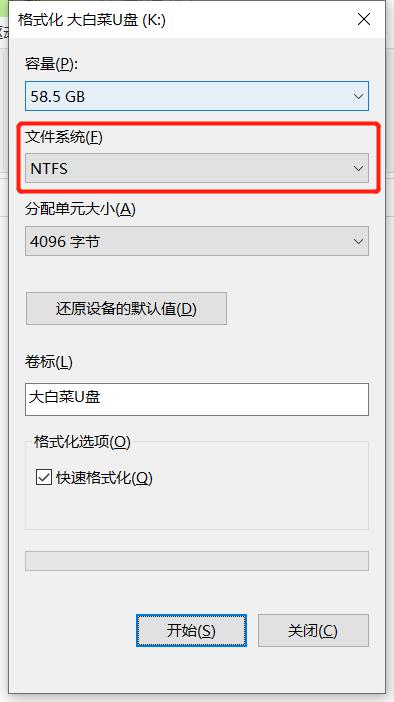 格式化 大白菜U盘 (K:)
容量(P):
58.5 GB
文件系统(F)
NTFS
分配单元大小(A)
4096 字节
还原设备的默认值(D)
卷标(L)
大白菜U盘
格式化选项(O)
快速格式化(Q)
开始(S)
关闭(C)